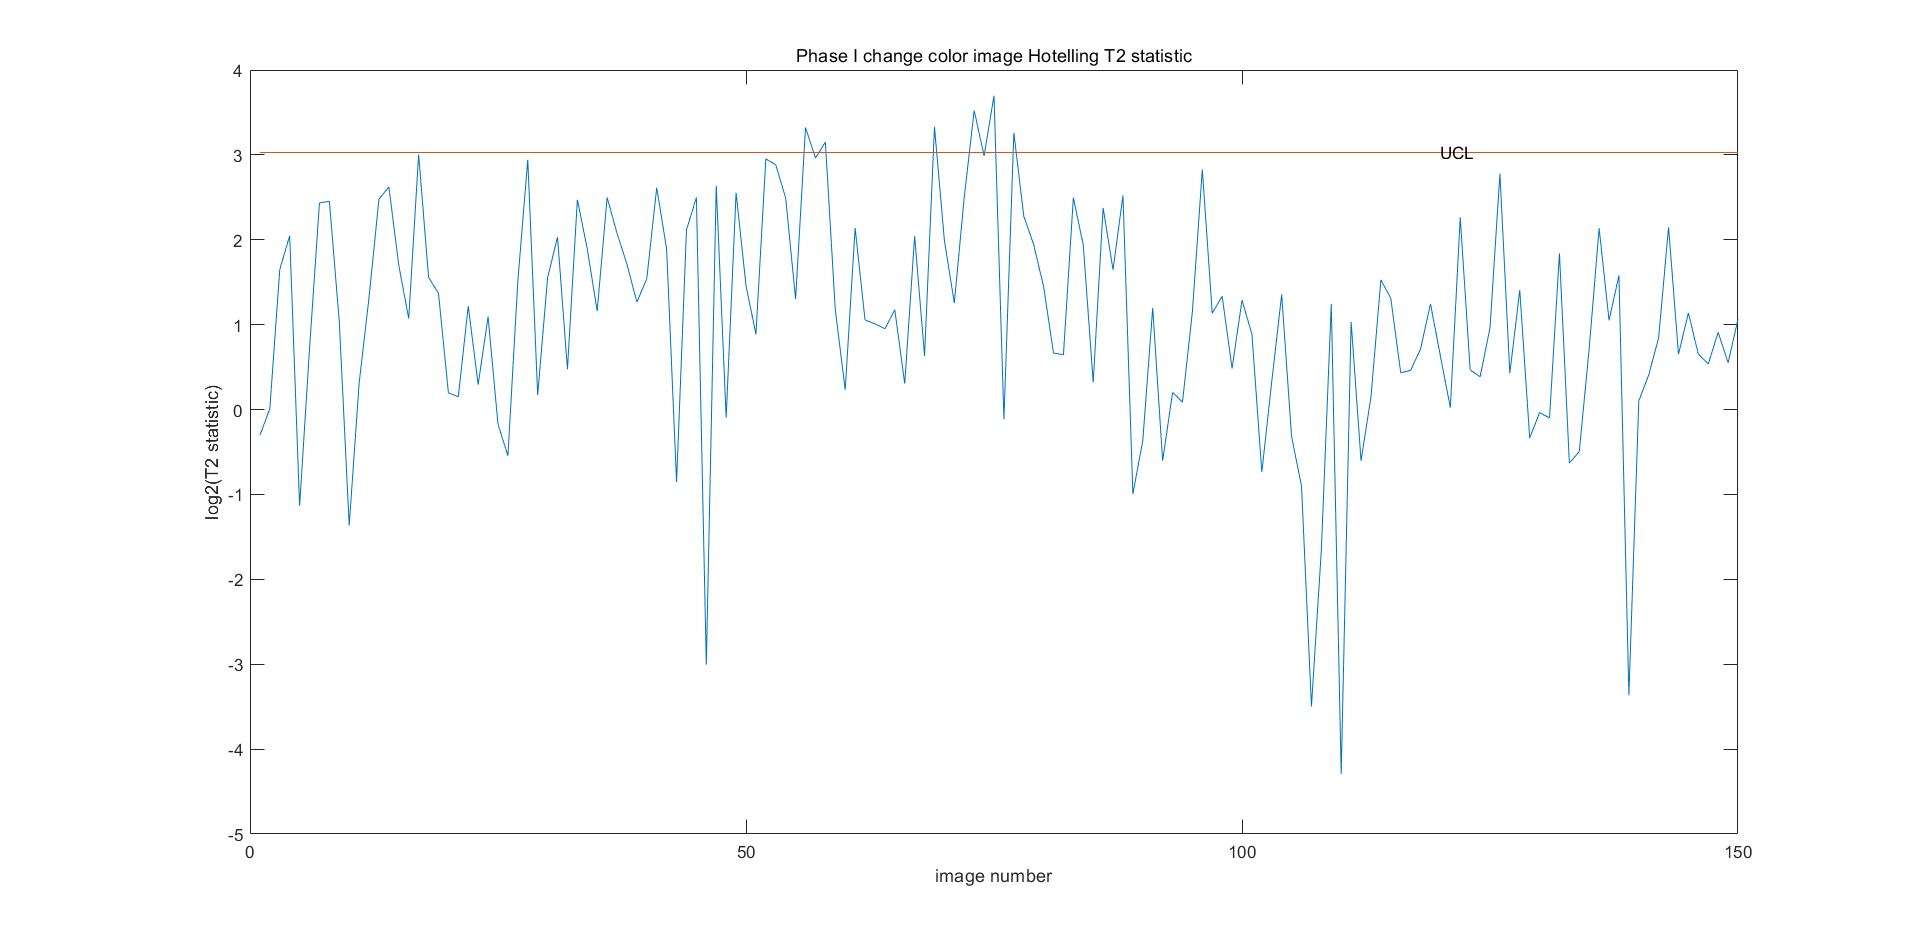 Phase I change color image Hotelling T2 statistic
4
3
2
1
0
-1
-2
-3
-4
-5
log2(T2 statistic)
UCL
0 50 100 150
image number